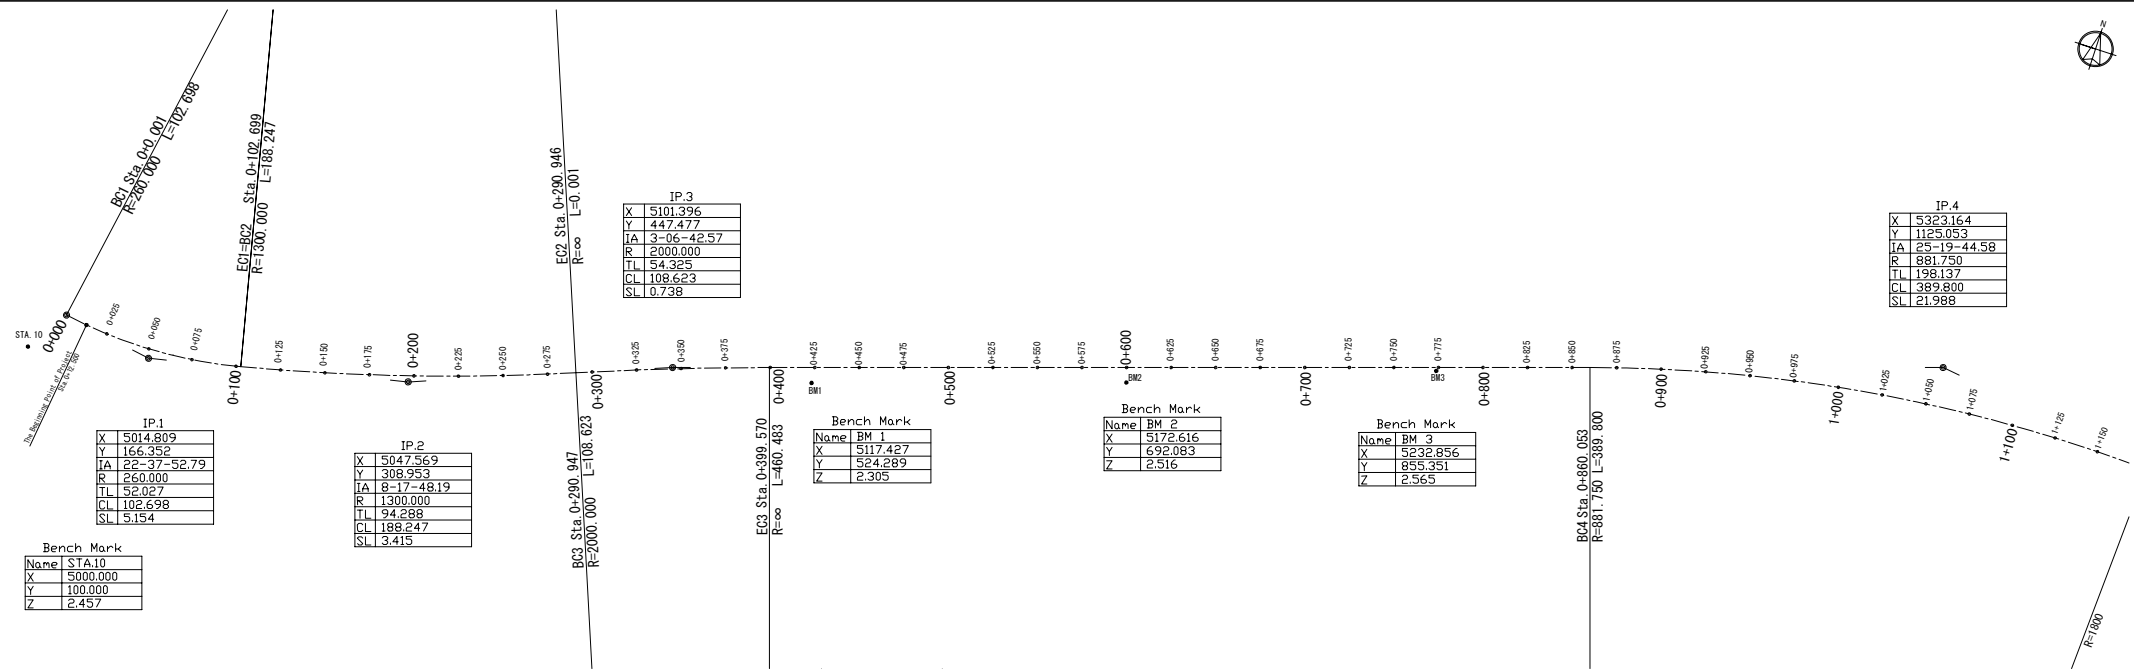 N
BC1 Sta. 0+0.001
R=260.000 L=102.698
EC1=BC2 Sta. 0+102.699
R=1300.000 L=188.247
EC2 Sta. 0+290.946
R=∞ L=0.001
BC3 Sta. 0+290.947
R=2000.000 L=108.623
EC3 Sta. 0+399.570
R=∞ L=460.483
BC4 Sta. 0+860.053
R=881.750 L=389.800
R=1800
STA.10
The Beginning Point of Project
Sta. 0+12.500
0+000
0+025
0+050
0+075
0+100
0+125
0+150
0+175
0+200
0+225
0+250
0+275
0+300
0+325
0+350
0+375
0+400
0+425
0+450
0+475
0+500
0+525
0+550
0+575
0+600
0+625
0+650
0+675
0+700
0+725
0+750
0+775
0+800
0+825
0+850
0+875
0+900
0+925
0+950
0+975
1+000
1+025
1+050
1+075
1+100
1+125
1+150
BM1
BM2
BM3
IP.1
X 5014.809
Y 166.352
IA 22-37-52.79
R 260.000
TL 52.027
CL 102.698
SL 5.154
Bench Mark
Name STA.10
X 5000.000
Y 100.000
Z 2.457
IP.2
X 5047.569
Y 308.953
IA 8-17-48.19
R 1300.000
TL 94.288
CL 188.247
SL 3.415
IP.3
X 5101.396
Y 447.477
IA 3-06-42.57
R 2000.000
TL 54.325
CL 108.623
SL 0.738
Bench Mark
Name BM 1
X 5117.427
Y 524.289
Z 2.305
Bench Mark
Name BM 2
X 5172.616
Y 692.083
Z 2.516
Bench Mark
Name BM 3
X 5232.856
Y 855.351
Z 2.565
IP.4
X 5323.164
Y 1125.053
IA 25-19-44.58
R 881.750
TL 198.137
CL 389.800
SL 21.988